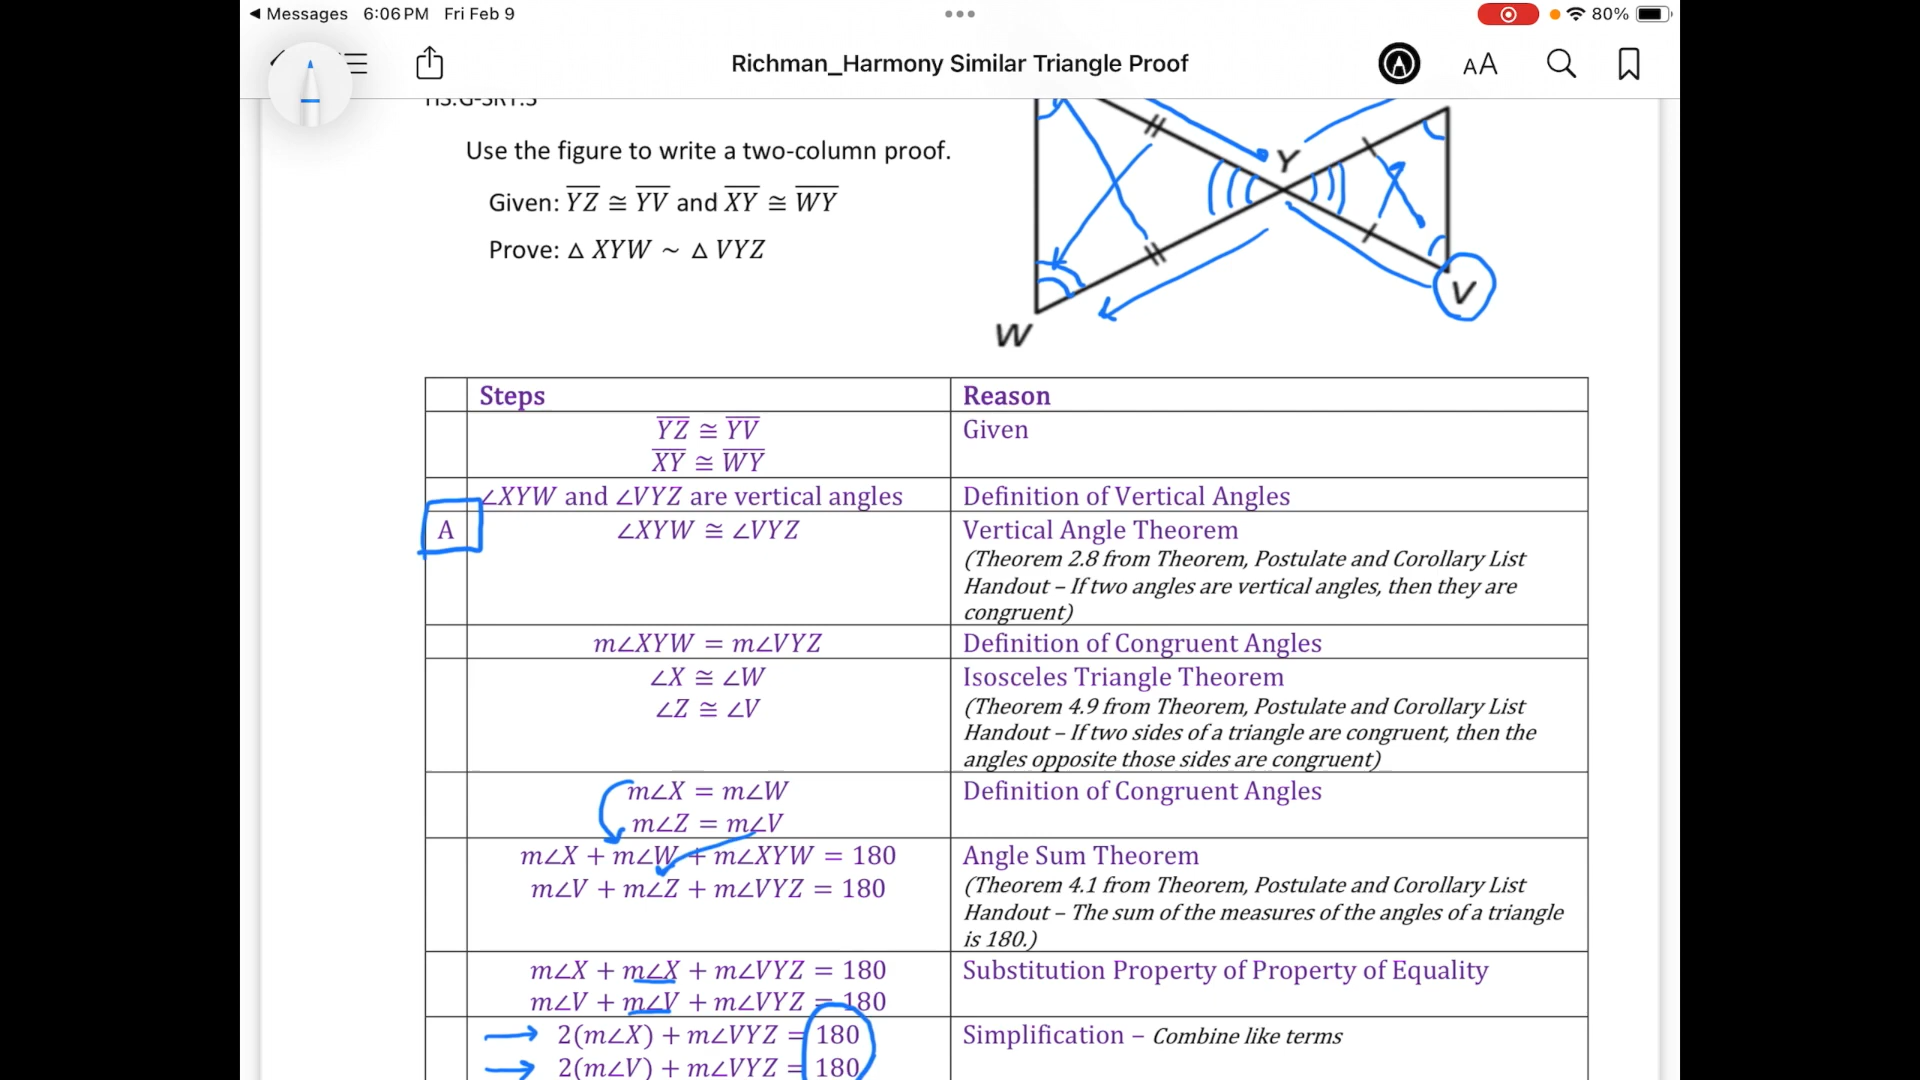 Messages 6:06 PM Fri Feb 9
80%
Richman_Harmony Similar Triangle Proof
AA
Use the figure to write a two-column proof.
Given: YZ ≅ YV and XY ≅ WY
Prove: △ XYW ~ △ VYZ
Y
V
W
Steps Reason
YZ ≅ YV Given
XY ≅ WY
∠XYW and ∠VYZ are vertical angles Definition of Vertical Angles
A ∠XYW ≅ ∠VYZ Vertical Angle Theorem
(Theorem 2.8 from Theorem, Postulate and Corollary List
Handout – If two angles are vertical angles, then they are
congruent)
m∠XYW = m∠VYZ Definition of Congruent Angles
∠X ≅ ∠W Isosceles Triangle Theorem
∠Z ≅ ∠V (Theorem 4.9 from Theorem, Postulate and Corollary List
Handout – If two sides of a triangle are congruent, then the
angles opposite those sides are congruent)
m∠X = m∠W Definition of Congruent Angles
m∠Z = m∠V
m∠X + m∠W + m∠XYW = 180 Angle Sum Theorem
m∠V + m∠Z + m∠VYZ = 180 (Theorem 4.1 from Theorem, Postulate and Corollary List
Handout – The sum of the measures of the angles of a triangle
is 180.)
m∠X + m∠X + m∠VYZ = 180 Substitution Property of Property of Equality
m∠V + m∠V + m∠VYZ = 180
2(m∠X) + m∠VYZ = 180 Simplification – Combine like terms
2(m∠V) + m∠VYZ = 180